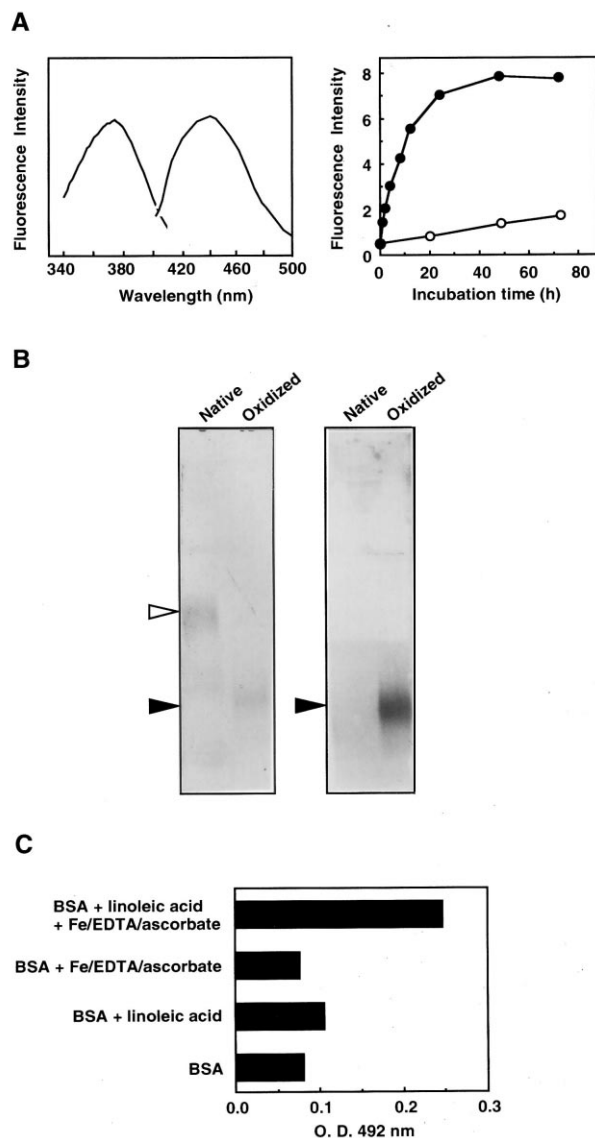 A
Fluorescence Intensity
340 380 420 460 500
Wavelength (nm)
Fluorescence Intensity
8
6
4
2
0
0 20 40 60
Incubation time (h)
B
Native Oxidized
Native Oxidized
C
BSA + linoleic acid
+ Fe/EDTA/ascorbate
BSA + Fe/EDTA/ascorbate
BSA + linoleic acid
BSA
0.0 0.1 0.2 0.3
O. D. 492 nm